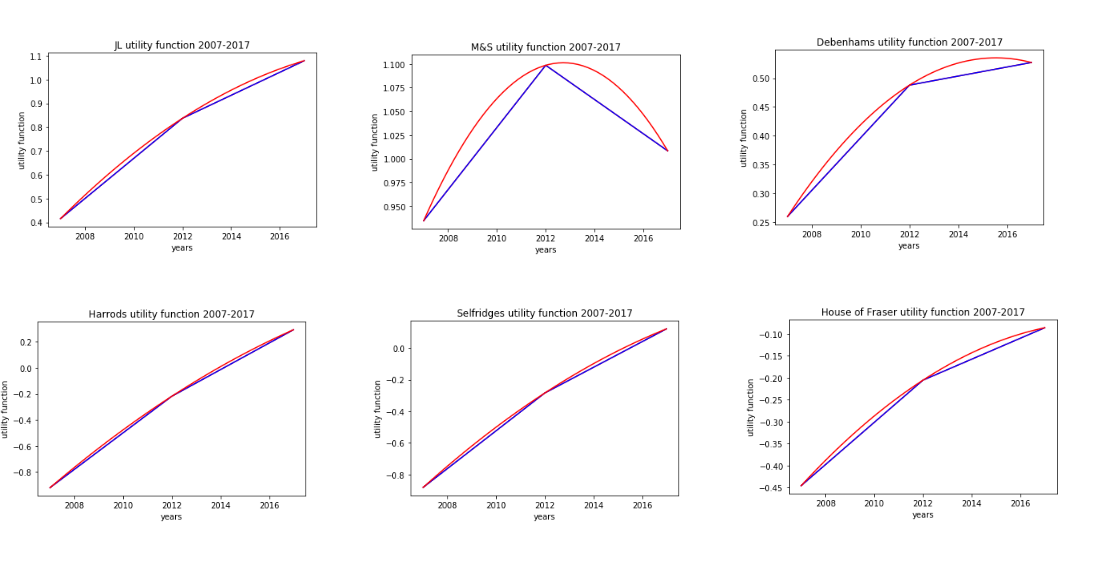 JL utility function 2007-2017
utility function
1.1
1.0
0.9
0.8
0.7
0.6
0.5
0.4
2008 2010 2012 2014 2016
years
M&S utility function 2007-2017
utility function
1.100
1.075
1.050
1.025
1.000
0.975
0.950
2008 2010 2012 2014 2016
years
Debenhams utility function 2007-2017
utility function
0.50
0.45
0.40
0.35
0.30
0.25
2008 2010 2012 2014 2016
years
Harrods utility function 2007-2017
utility function
0.2
0.0
−0.2
−0.4
−0.6
−0.8
2008 2010 2012 2014 2016
years
Selfridges utility function 2007-2017
utility function
0.0
−0.2
−0.4
−0.6
−0.8
2008 2010 2012 2014 2016
years
House of Fraser utility function 2007-2017
utility function
−0.10
−0.15
−0.20
−0.25
−0.30
−0.35
−0.40
−0.45
2008 2010 2012 2014 2016
years